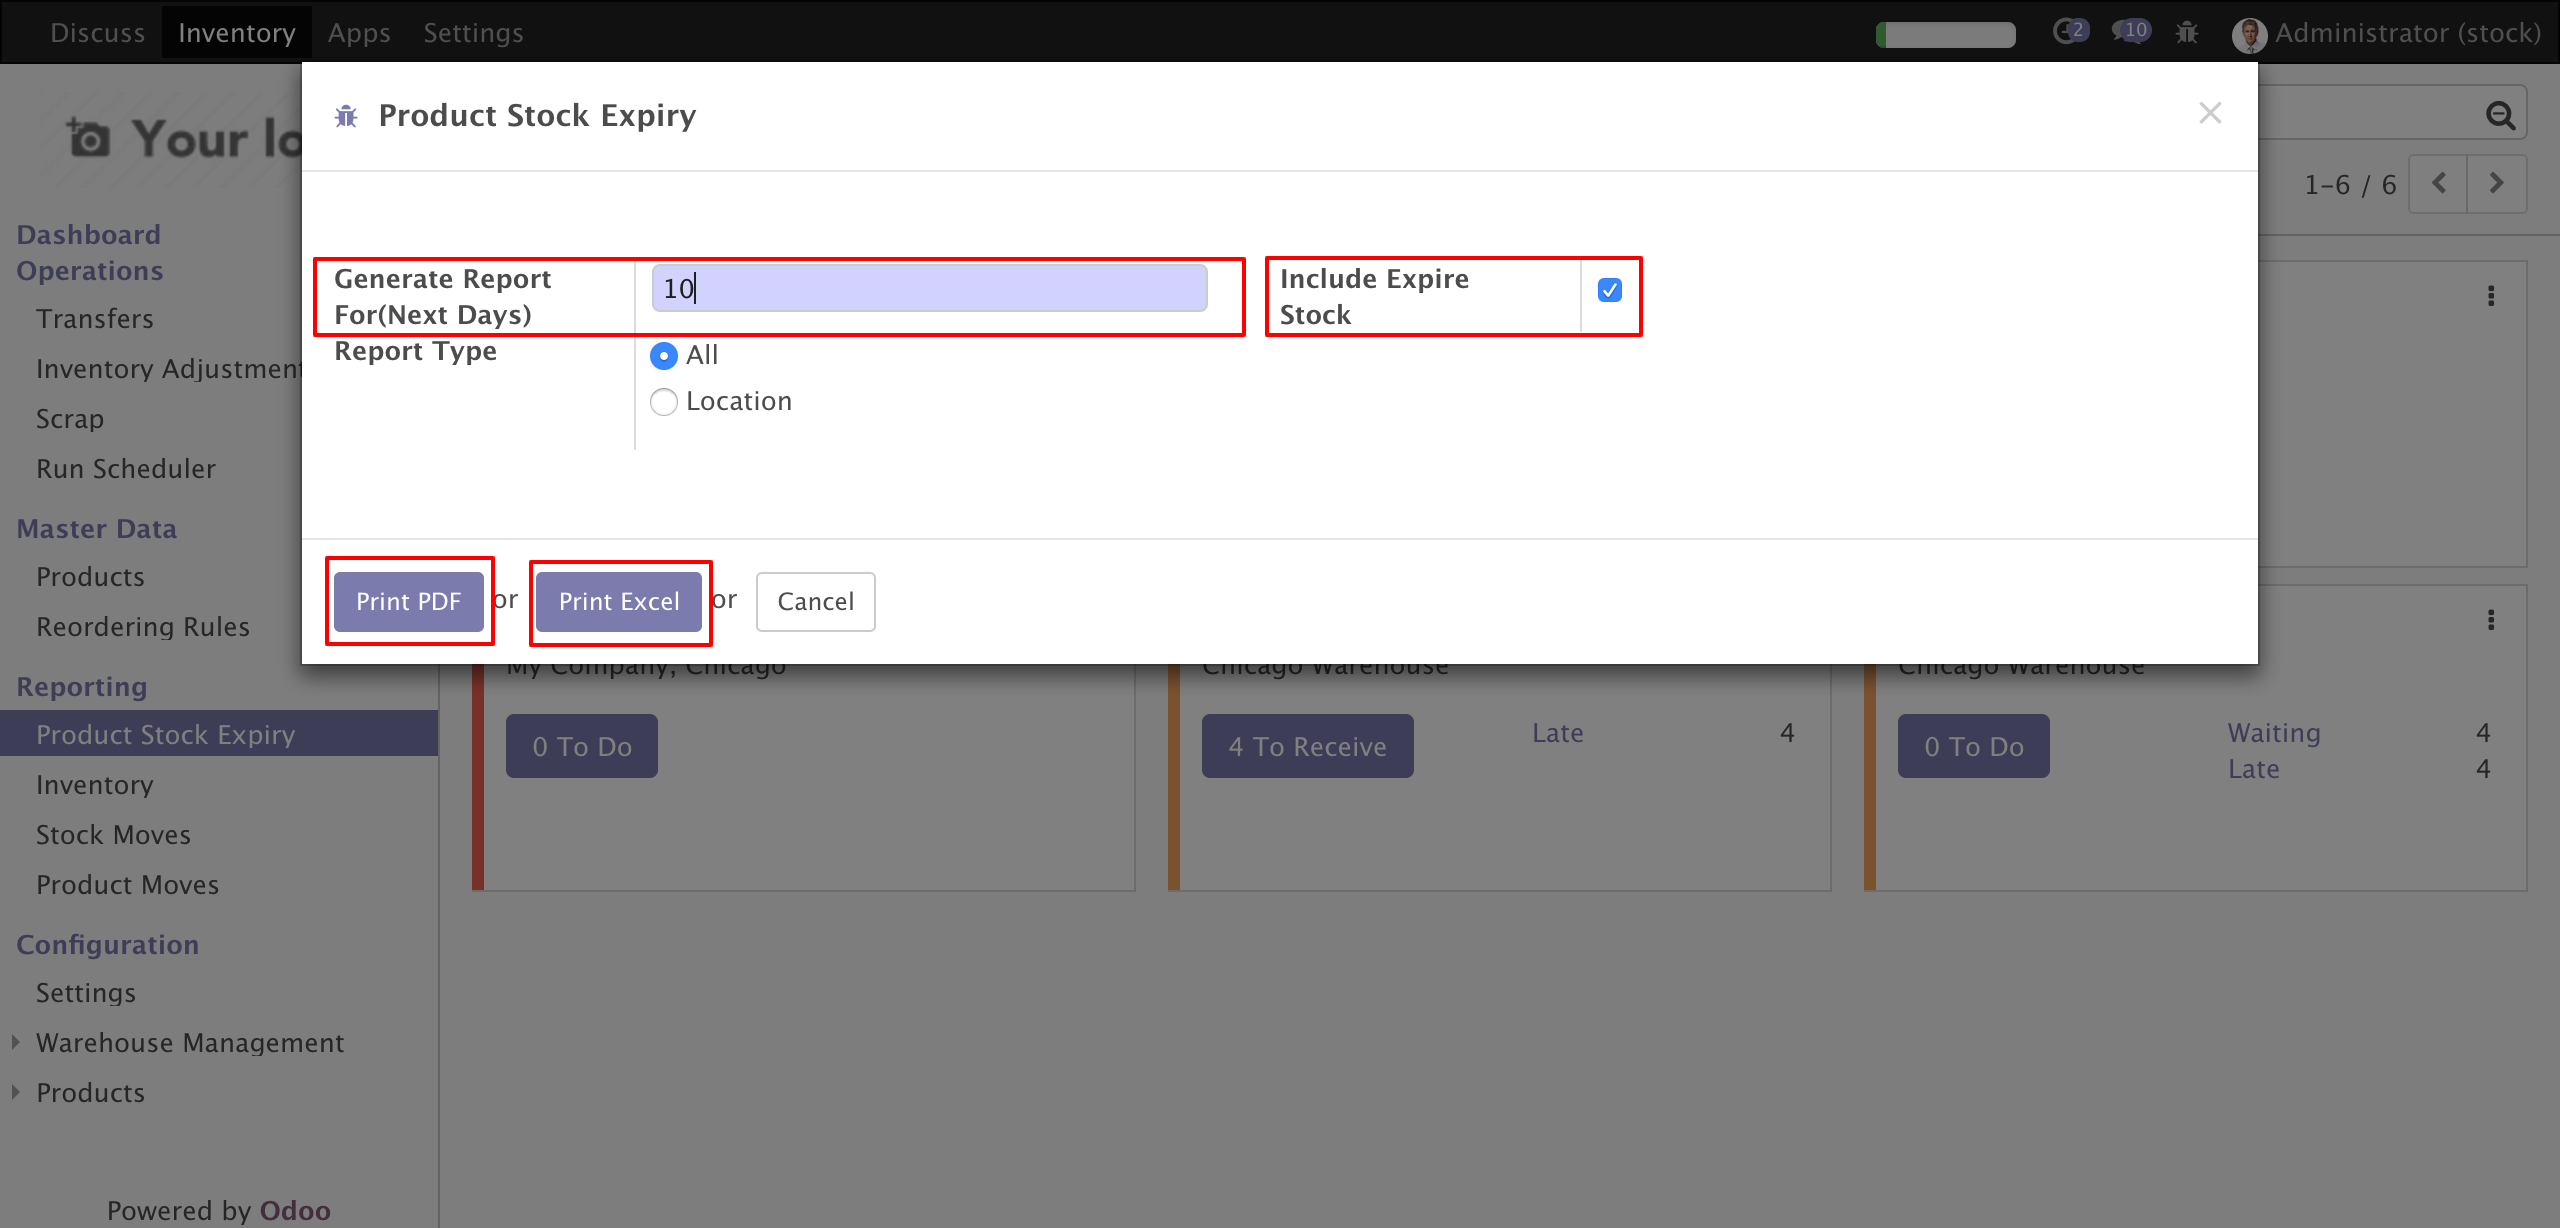 Discuss Inventory Apps Settings 2 10 Administrator (stock)
Product Stock Expiry
Your lo
1-6 / 6
Dashboard
Operations
Transfers
Inventory Adjustment
Scrap
Run Scheduler
Master Data
Products
Reordering Rules
Reporting
Product Stock Expiry
Inventory
Stock Moves
Product Moves
Configuration
Settings
Warehouse Management
Products
Powered by Odoo
Generate Report
For(Next Days)
10
Include Expire
Stock
Report Type
All
Location
Print PDF or Print Excel or Cancel
My Company, Chicago
0 To Do
Chicago Warehouse
4 To Receive
Late 4
Chicago Warehouse
0 To Do
Waiting 4
Late 4